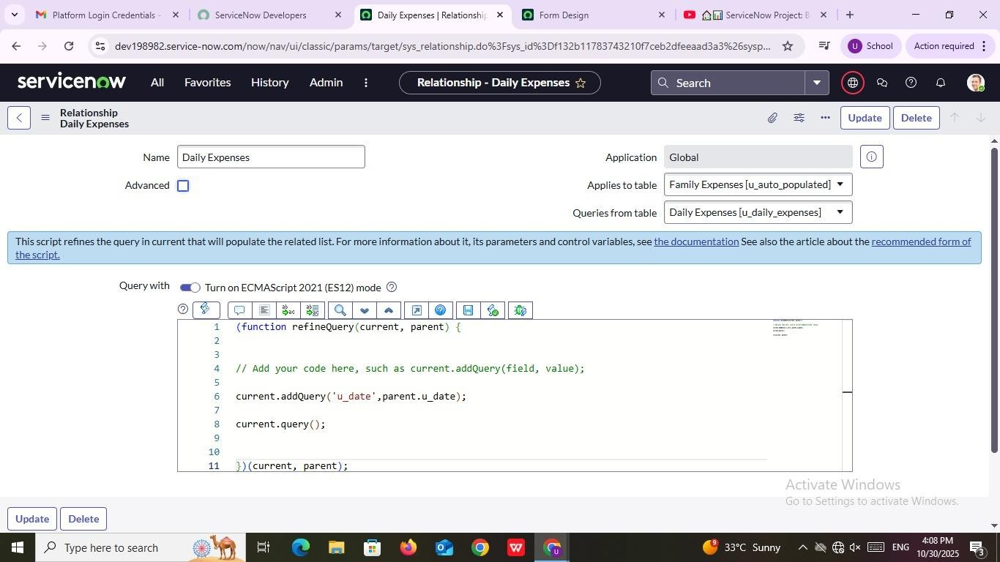 Platform Login Credentials -
ServiceNow Developers
Daily Expenses | Relationship
Form Design
ServiceNow Project: B
dev198982.service-now.com/now/nav/ui/classic/params/target/sys_relationship.do%3Fsys_id%3Df132b11783743210f7ceb2dfeeaad3a3%26sysp...
U School
Action required
servicenow All Favorites History Admin
Relationship - Daily Expenses
Search
Relationship
Daily Expenses
Update Delete
Name Daily Expenses
Application Global
Advanced
Applies to table Family Expenses [u_auto_populated]
Queries from table Daily Expenses [u_daily_expenses]
This script refines the query in current that will populate the related list. For more information about it, its parameters and control variables, see the documentation See also the article about the recommended form of
the script.
Query with Turn on ECMAScript 2021 (ES12) mode
1 (function refineQuery(current, parent) {
2
3
4 // Add your code here, such as current.addQuery(field, value);
5
6 current.addQuery('u_date',parent.u_date);
7
8 current.query();
9
10
11 })(current, parent);
Activate Windows
Go to Settings to activate Windows.
Update Delete
Type here to search
9 33°C Sunny
ENG
4:08 PM
10/30/2025
3